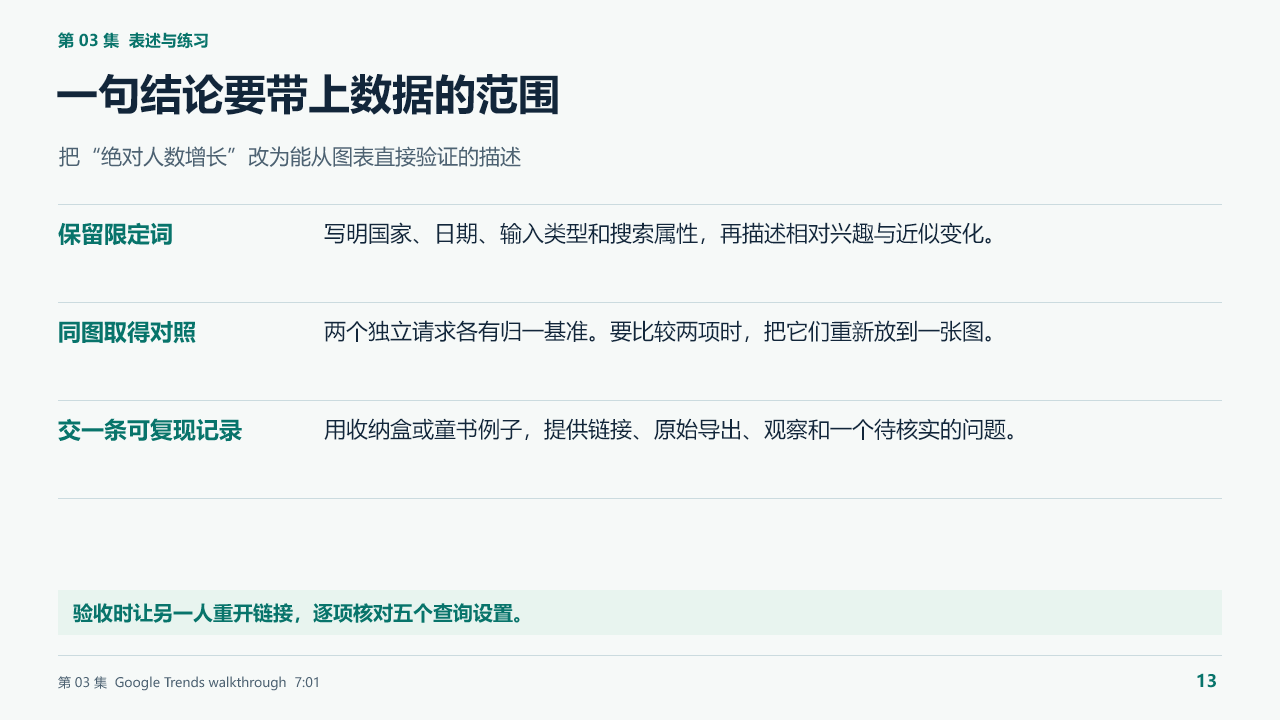 第 03 集 表述与练习
一句结论要带上数据的范围
把“绝对人数增长”改为能从图表直接验证的描述
保留限定词
写明国家、日期、输入类型和搜索属性，再描述相对兴趣与近似变化。
同图取得对照
两个独立请求各有归一基准。要比较两项时，把它们重新放到一张图。
交一条可复现记录
用收纳盒或童书例子，提供链接、原始导出、观察和一个待核实的问题。
验收时让另一人重开链接，逐项核对五个查询设置。
第 03 集 Google Trends walkthrough 7:01
13